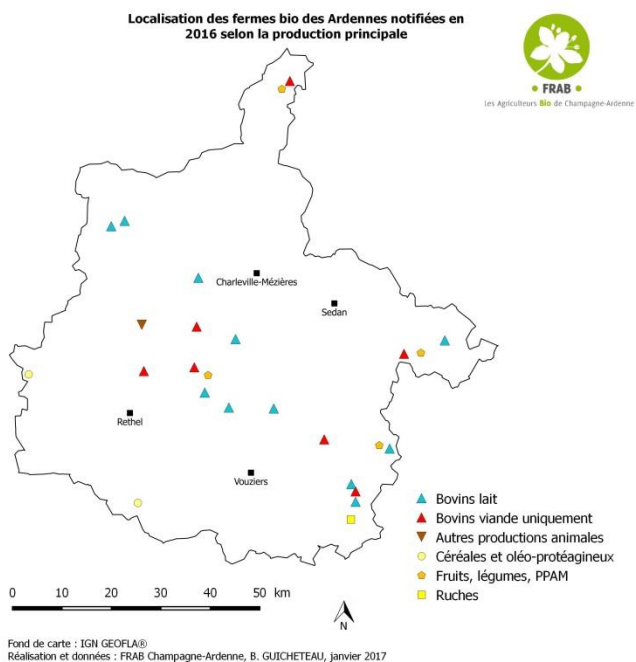 Localisation des fermes bio des Ardennes notifiées en
2016 selon la production principale
• FRAB •
Les Agriculteurs Bio de Champagne-Ardenne
Charleville-Mézières
Sedan
Rethel
Vouziers
Bovins lait
Bovins viande uniquement
Autres productions animales
Céréales et oléo-protéagineux
Fruits, légumes, PPAM
Ruches
0 10 20 30 40 50 km
N
Fond de carte : IGN GEOFLA®
Réalisation et données : FRAB Champagne-Ardenne, B. GUICHETEAU, janvier 2017